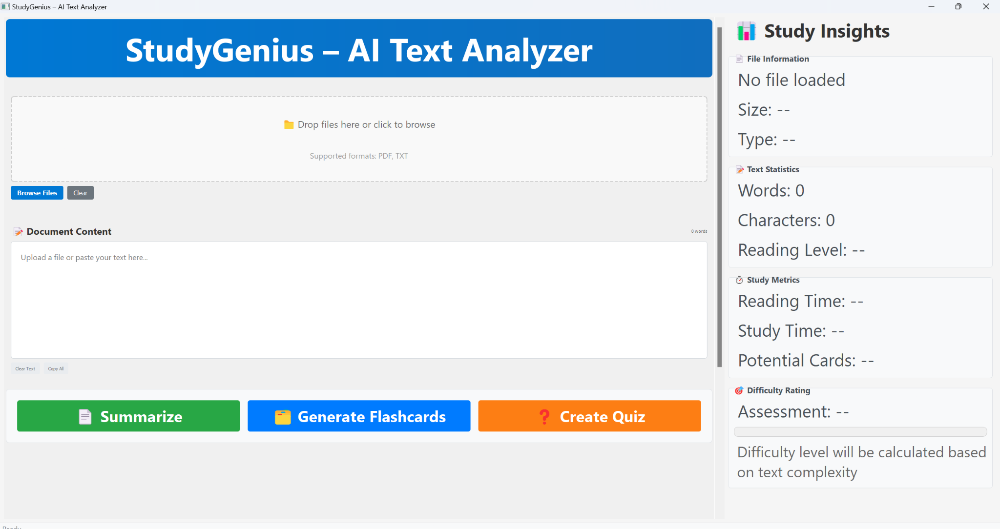 StudyGenius – AI Text Analyzer
StudyGenius – AI Text Analyzer
Drop files here or click to browse
Supported formats: PDF, TXT
Browse Files
Clear
Document Content
0 words
Upload a file or paste your text here...
Clear Text
Copy All
Summarize
Generate Flashcards
Create Quiz
Study Insights
File Information
No file loaded
Size: --
Type: --
Text Statistics
Words: 0
Characters: 0
Reading Level: --
Study Metrics
Reading Time: --
Study Time: --
Potential Cards: --
Difficulty Rating
Assessment: --
Difficulty level will be calculated based
on text complexity
Ready